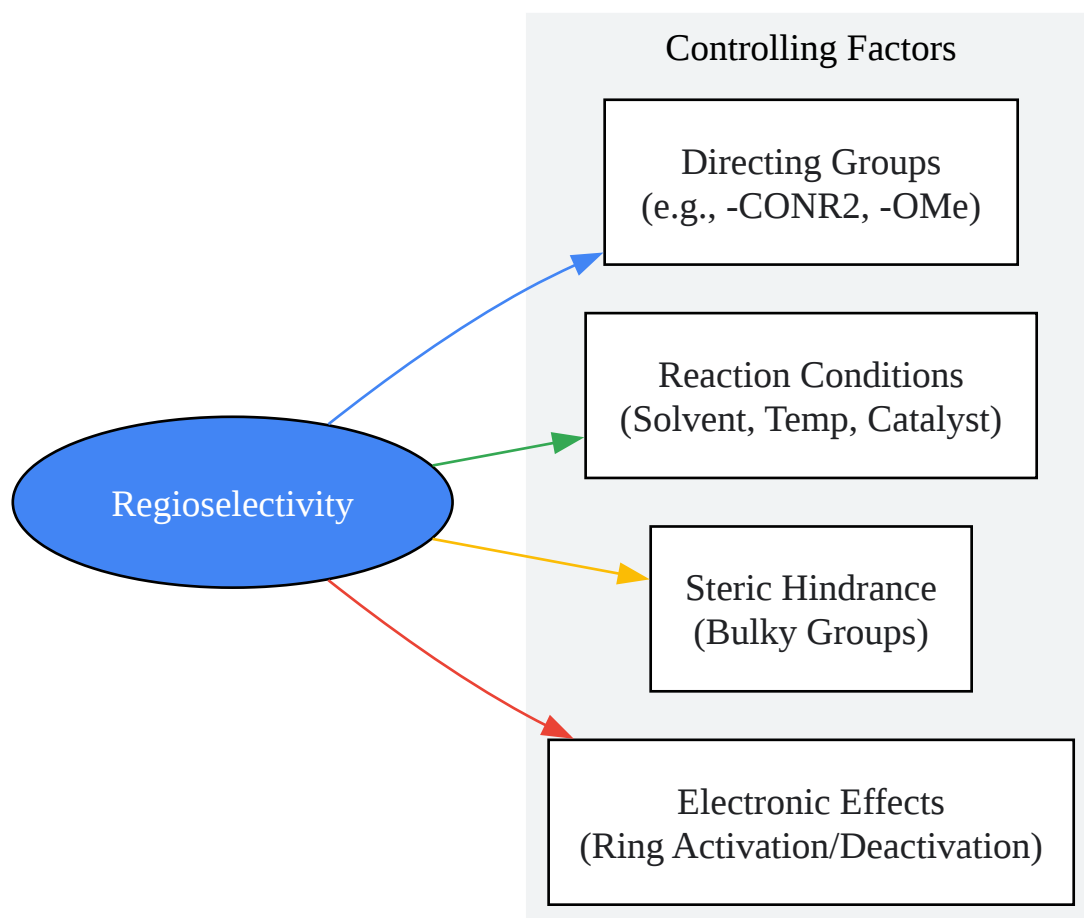 Controlling Factors
Directing Groups
(e.g., -CONR2, -OMe)
Reaction Conditions
(Solvent, Temp, Catalyst)
Regioselectivity
Steric Hindrance
(Bulky Groups)
Electronic Effects
(Ring Activation/Deactivation)